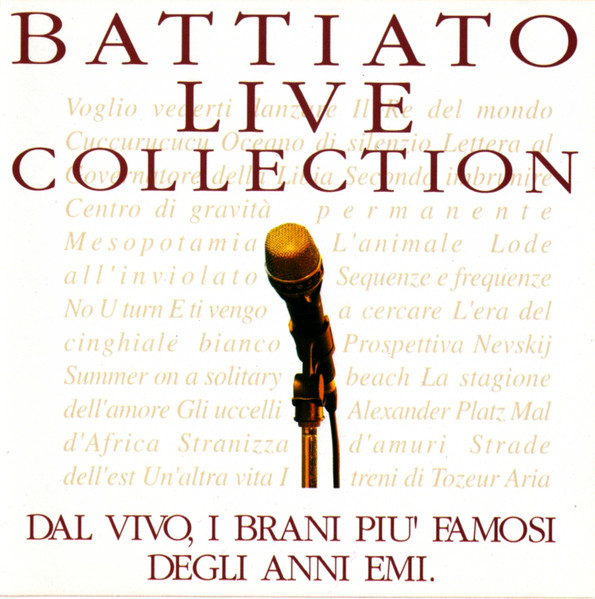 BATTIATO
LIVE
COLLECTION
Voglio vederti danzare Il Re del mondo
Cuccurucucu Oceano di silenzio Lettera al
Governatore della Libia Secondo imbrunire
Centro di gravità permanente
Mesopotamia L'animale Lode
all'inviolato Sequenze e frequenze
No U turn E ti vengo a cercare L'era del
cinghiale bianco Prospettiva Nevskij
Summer on a solitary beach La stagione
dell'amore Gli uccelli Alexander Platz Mal
d'Africa Stranizza d'amuri Strade
dell'est Un'altra vita I treni di Tozeur Aria
DAL VIVO, I BRANI PIU' FAMOSI
DEGLI ANNI EMI.